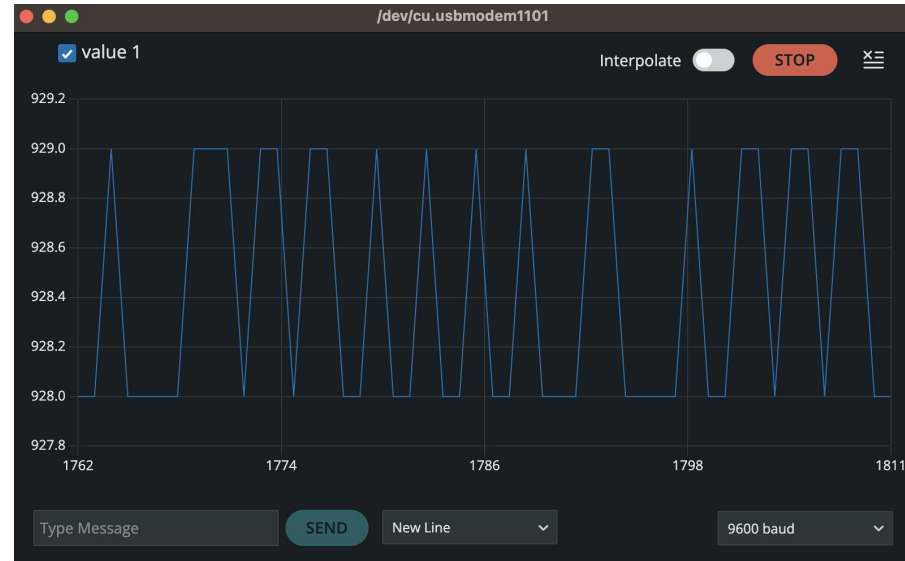 /dev/cu.usbmodem1101
value 1
Interpolate
STOP
929.2
929.0
928.8
928.6
928.4
928.2
928.0
927.8
1762 1774 1786 1798 1811
Type Message
SEND
New Line
9600 baud